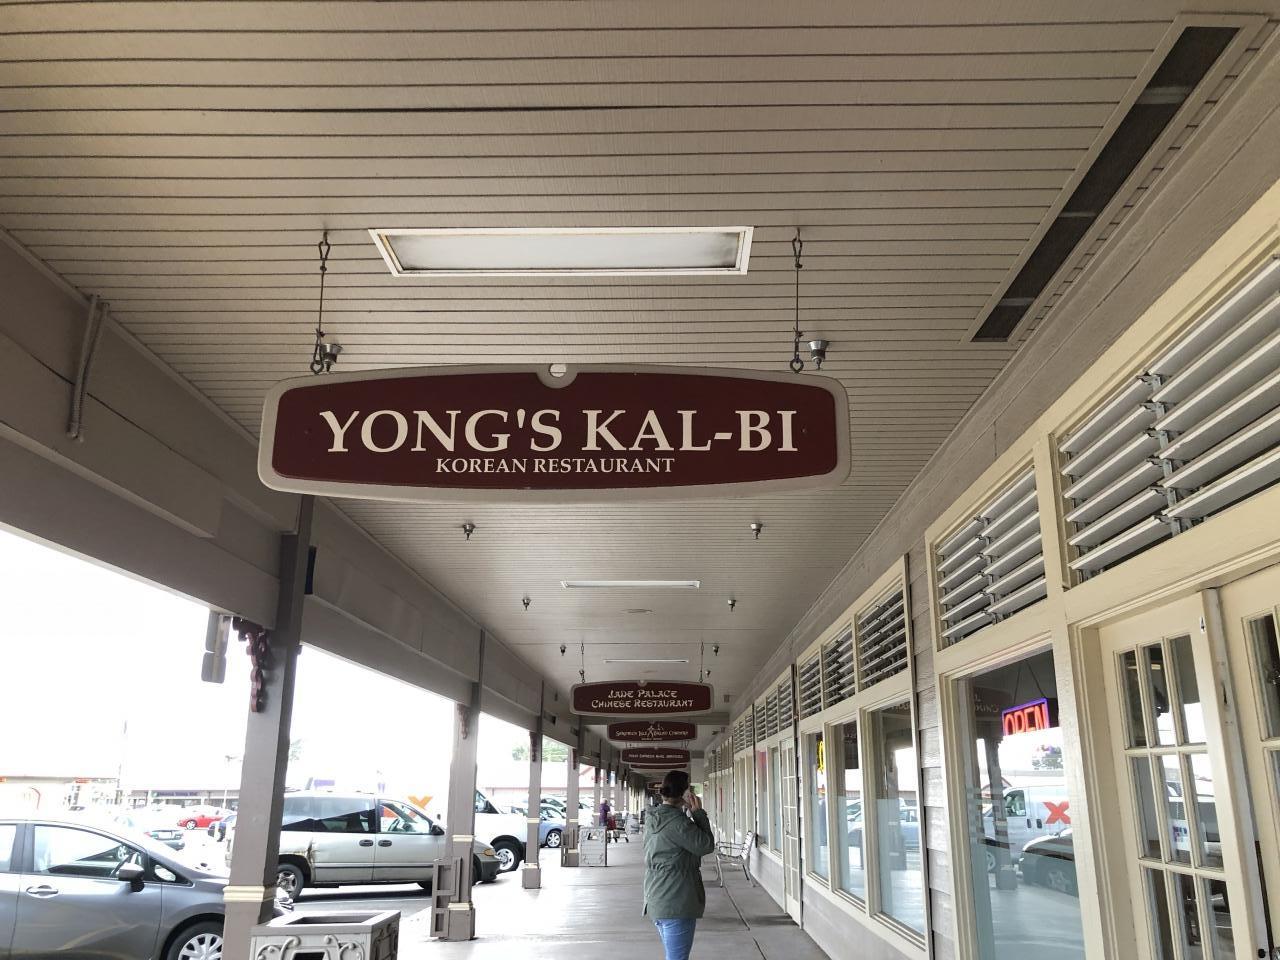 YONG'S KAL-BI
KOREAN RESTAURANT
JADE PALACE
CHINESE RESTAURANT
OPEN